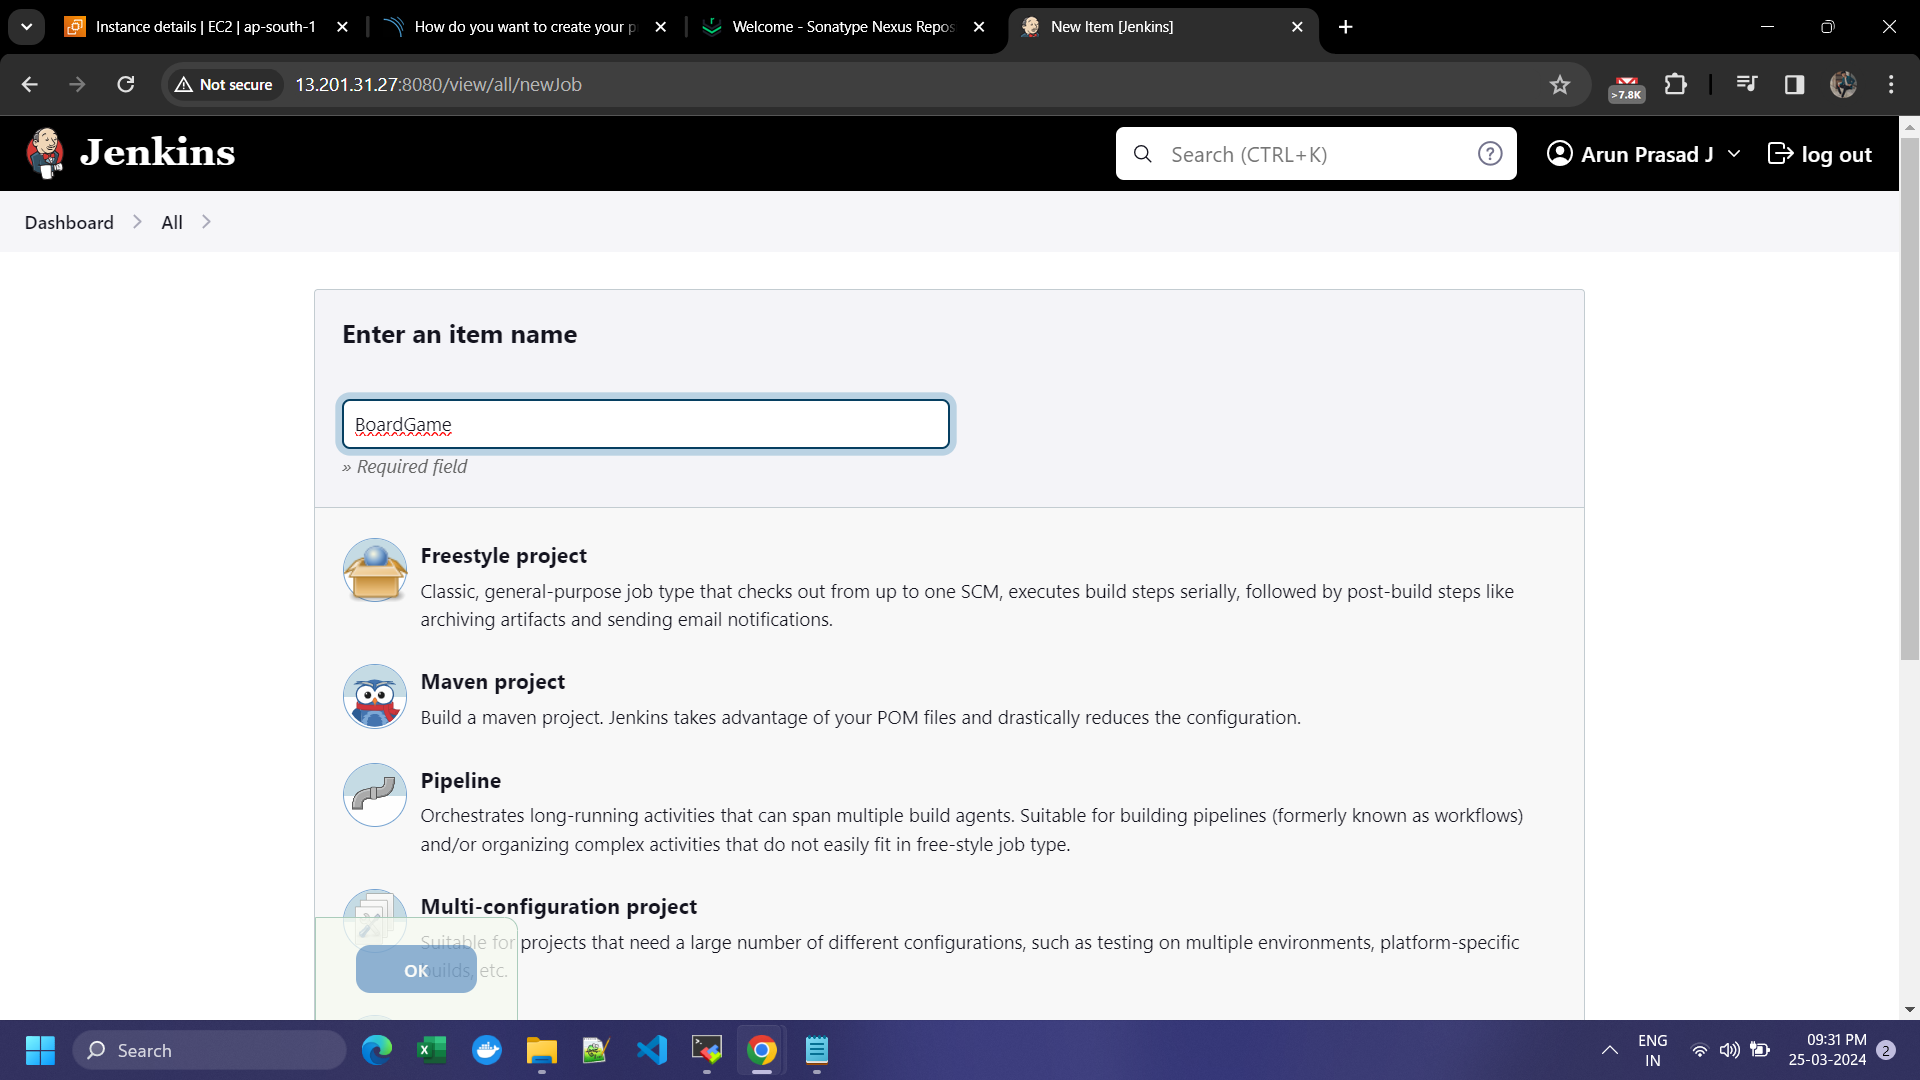 Instance details | EC2 | ap-south-1
How do you want to create your p
Welcome - Sonatype Nexus Repos
New Item [Jenkins]
Not secure
13.201.31.27:8080/view/all/newJob
>7.8K
Jenkins
Search (CTRL+K)
?
Arun Prasad J
log out
Dashboard
All
Enter an item name
BoardGame
» Required field
Freestyle project
Classic, general-purpose job type that checks out from up to one SCM, executes build steps serially, followed by post-build steps like
archiving artifacts and sending email notifications.
Maven project
Build a maven project. Jenkins takes advantage of your POM files and drastically reduces the configuration.
Pipeline
Orchestrates long-running activities that can span multiple build agents. Suitable for building pipelines (formerly known as workflows)
and/or organizing complex activities that do not easily fit in free-style job type.
Multi-configuration project
Suitable for projects that need a large number of different configurations, such as testing on multiple environments, platform-specific
builds, etc.
OK
Search
ENG
IN
09:31 PM
25-03-2024
2